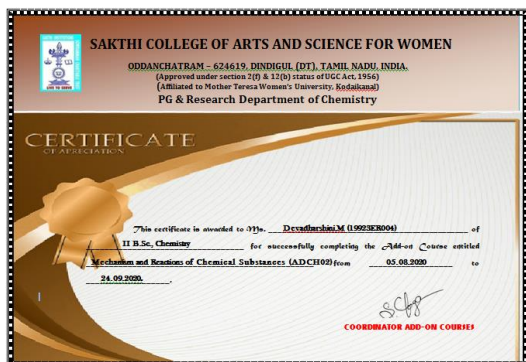 SAKTHI COLLEGE OF ARTS AND SCIENCE FOR WOMEN
ODDANCHATRAM – 624619, DINDIGUL (DT), TAMIL NADU, INDIA.
(Approved under section 2(f) & 12(b) status of UGC Act, 1956)
(Affiliated to Mother Teresa Women's University, Kodaikanal)
PG & Research Department of Chemistry
CERTIFICATE
OF APRECIATION
This certificate is awarded to Ms. Devadharshini.M (19923ER004) of
II B.Sc., Chemistry for successfully completing the Add-on Course entitled
Mechanism and Reactions of Chemical Substances (ADCH02) from 05.08.2020 to
24.09.2020.
COORDINATOR ADD-ON COURSES